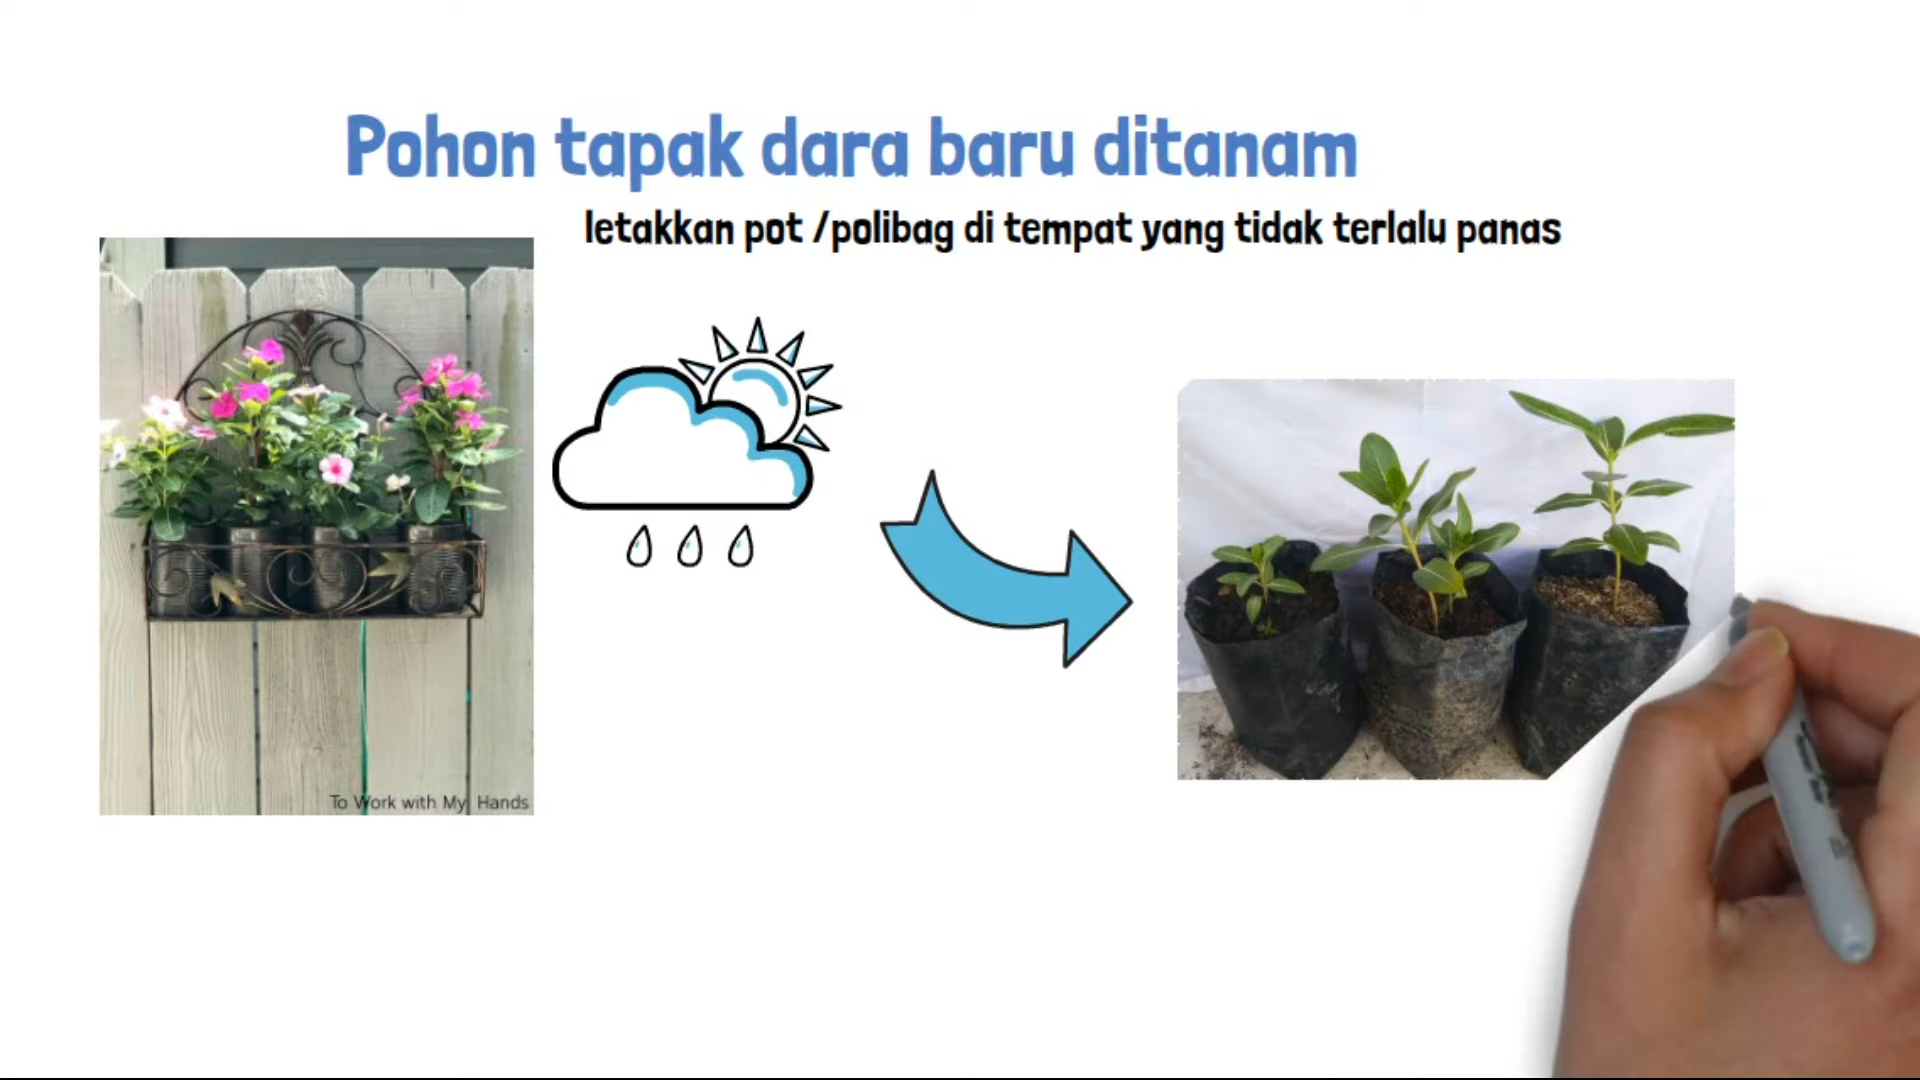 Pohon tapak dara baru ditanam
letakkan pot /polibag di tempat yang tidak terlalu panas
To Work with My Hands